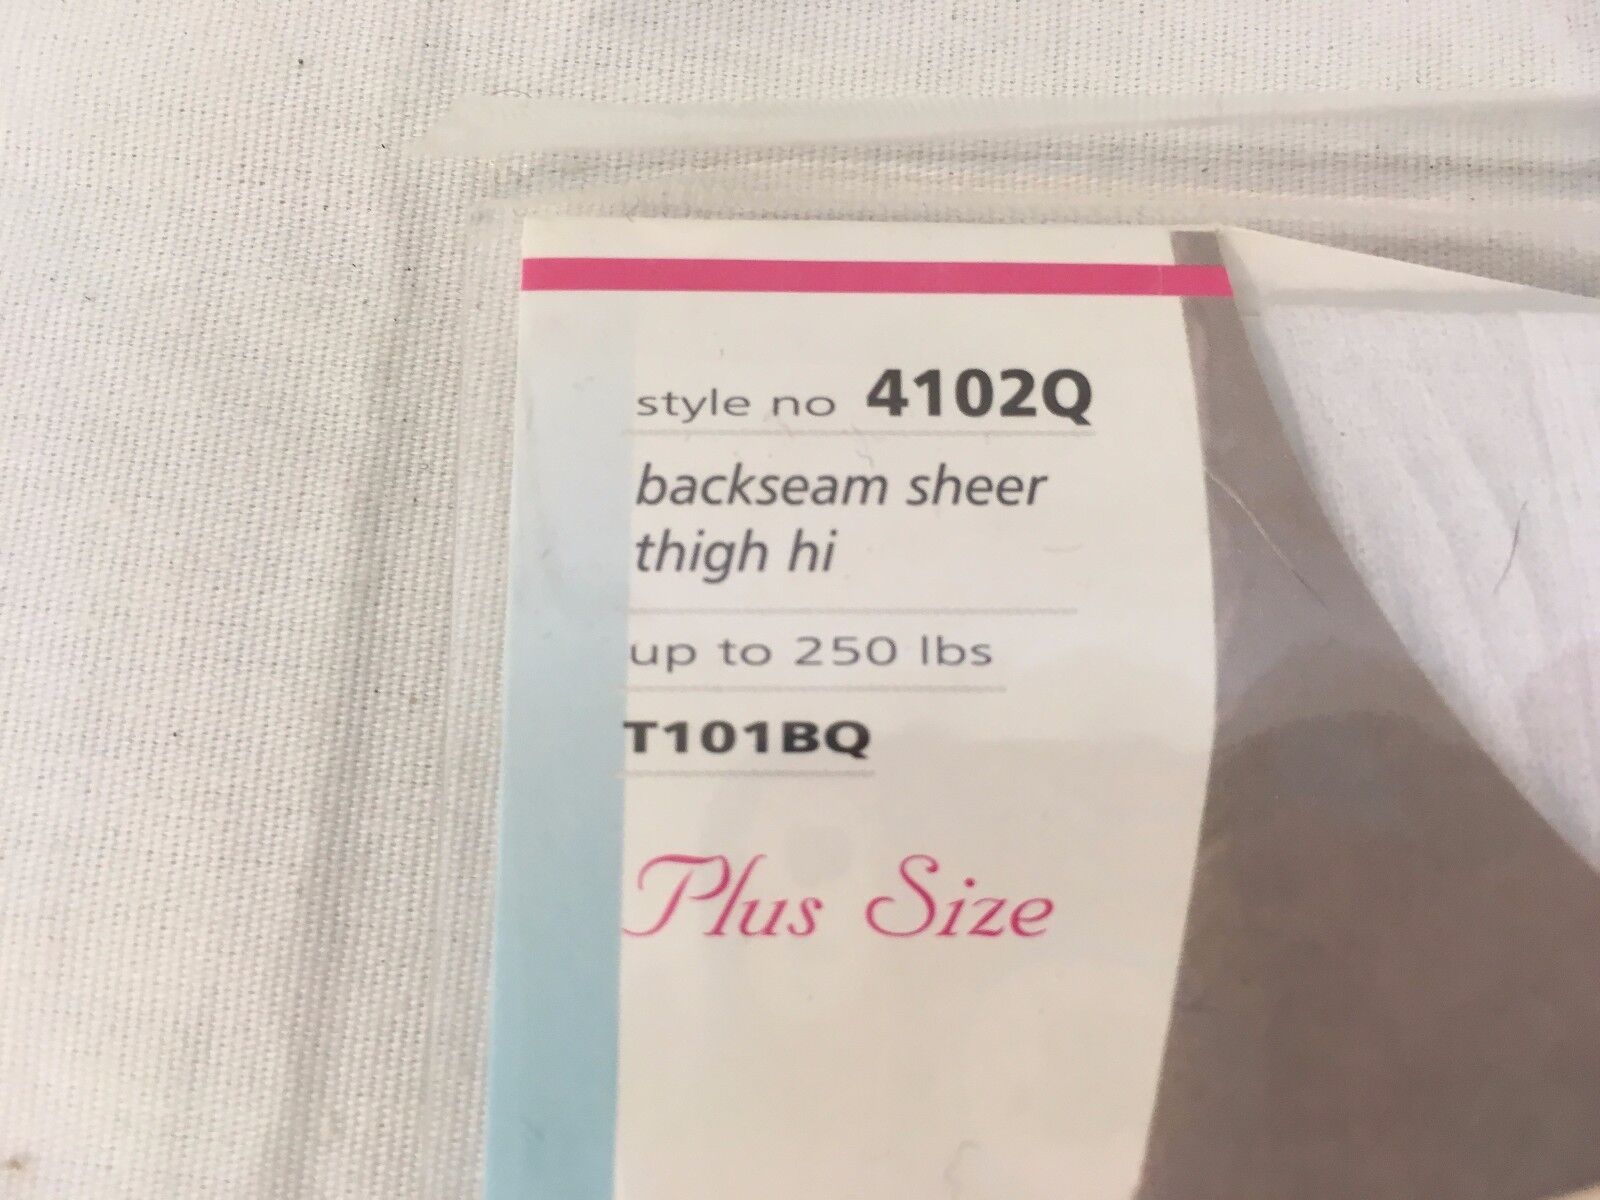 style no 4102Q
backseam sheer
thigh hi
up to 250 lbs
T101BQ
Plus Size